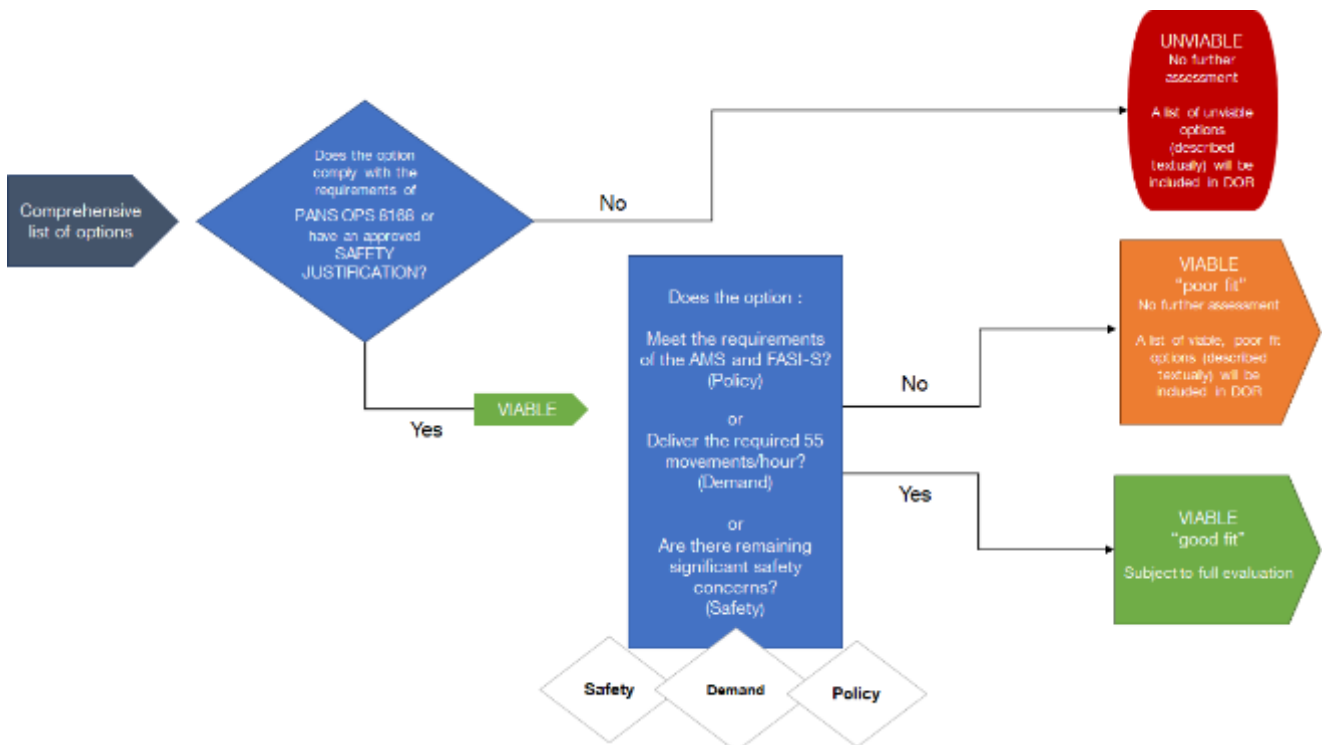 Comprehensive
list of options
Does the option
comply with the
requirements of
PANS OPS 8168 or
have an approved
SAFETY
JUSTIFICATION?
No
Yes
VIABLE
Does the option :
Meet the requirements
of the AMS and FASI-S?
(Policy)
or
Deliver the required 55
movements/hour?
(Demand)
or
Are there remaining
significant safety
concerns?
(Safety)
Safety
Demand
Policy
No
Yes
UNVIABLE
No further
assessment
A list of unviable
options
(described
textually) will be
included in DOR
VIABLE
"poor fit"
No further assessment
A list of viable, poor fit
options (described
textually) will be
included in DOR
VIABLE
"good fit"
Subject to full evaluation